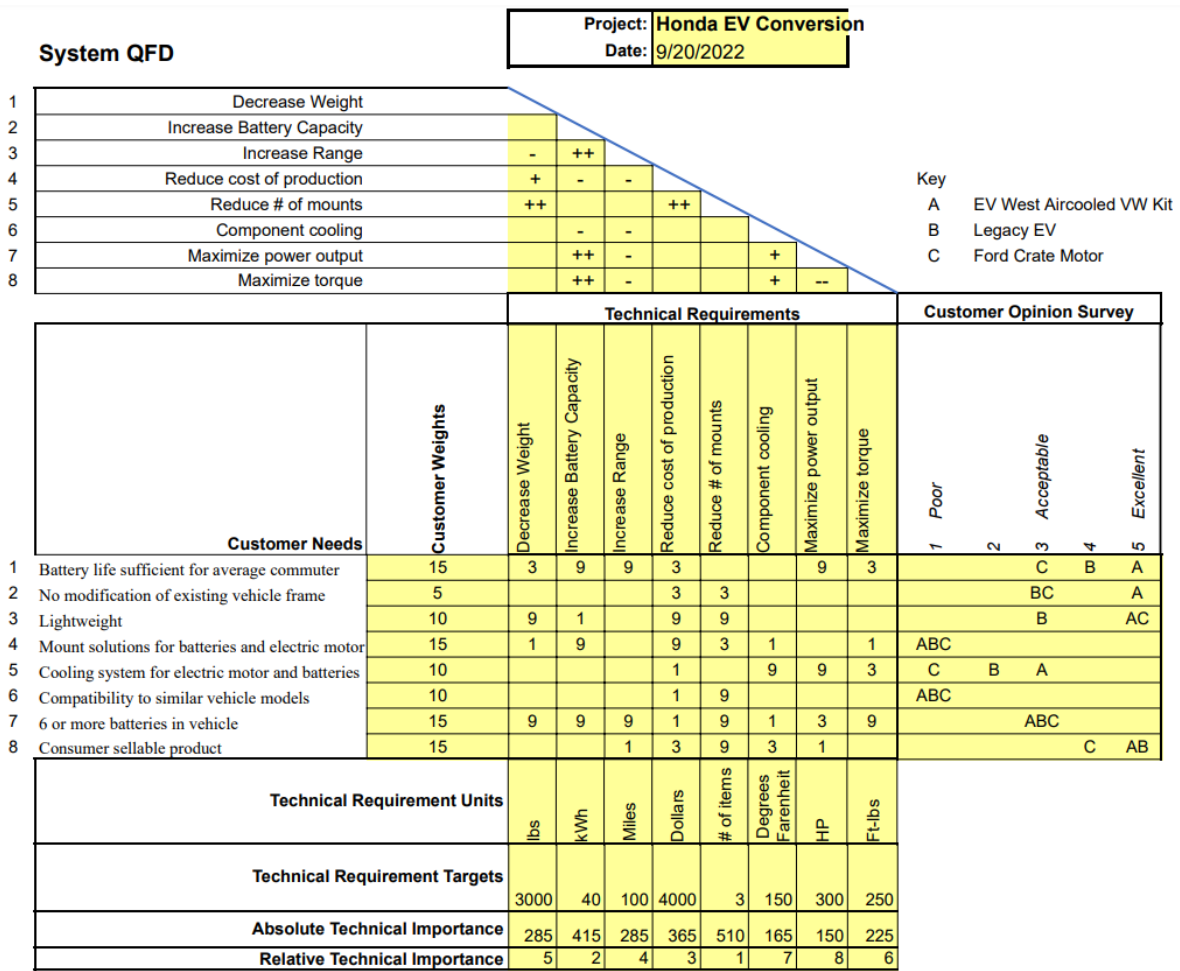 Project: Honda EV Conversion
System QFD
Date: 9/20/2022
1 Decrease Weight
2 Increase Battery Capacity
3 Increase Range - ++
4 Reduce cost of production + - -
5 Reduce # of mounts ++ ++
6 Component cooling - -
7 Maximize power output ++ - +
8 Maximize torque ++ - + --
Key
A EV West Aircooled VW Kit
B Legacy EV
C Ford Crate Motor
Technical Requirements
Customer Opinion Survey
Customer Needs
Customer Weights
Decrease Weight
Increase Battery Capacity
Increase Range
Reduce cost of production
Reduce # of mounts
Component cooling
Maximize power output
Maximize torque
1 Poor
2
3 Acceptable
4
5 Excellent
1 Battery life sufficient for average commuter 15 3 9 9 3 9 3 C B A
2 No modification of existing vehicle frame 5 3 3 BC A
3 Lightweight 10 9 1 9 9 B AC
4 Mount solutions for batteries and electric motor 15 1 9 9 3 1 1 ABC
5 Cooling system for electric motor and batteries 10 1 9 9 3 C B A
6 Compatibility to similar vehicle models 10 1 9 ABC
7 6 or more batteries in vehicle 15 9 9 9 1 9 1 3 9 ABC
8 Consumer sellable product 15 1 3 9 3 1 C AB
Technical Requirement Units
lbs
kWh
Miles
Dollars
# of items
Degrees
Farenheit
HP
Ft-lbs
Technical Requirement Targets 3000 40 100 4000 3 150 300 250
Absolute Technical Importance 285 415 285 365 510 165 150 225
Relative Technical Importance 5 2 4 3 1 7 8 6